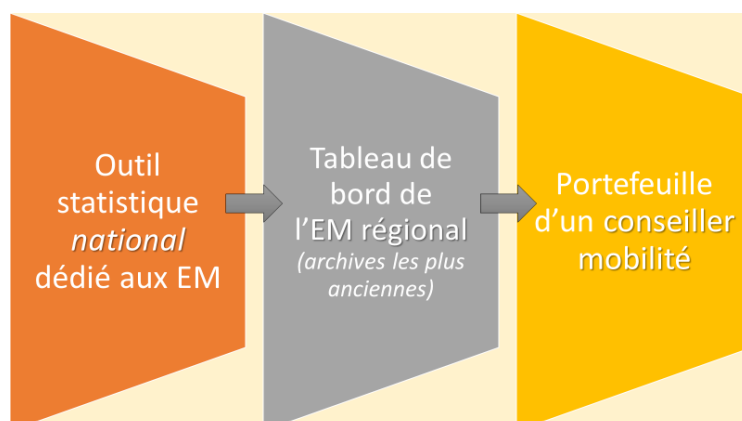 Outil
statistique
national
dédié aux EM
Tableau de
bord de
l'EM régional
(archives les plus
anciennes)
Portefeuille
d'un conseiller
mobilité